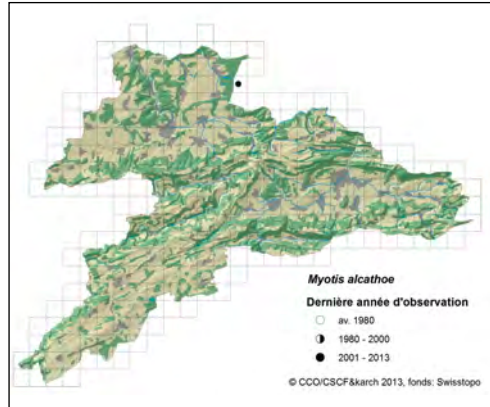 Myotis alcathoe
Dernière année d'observation
av. 1980
1980 - 2000
2001 - 2013
© CCO/CSCF&karch 2013, fonds: Swisstopo